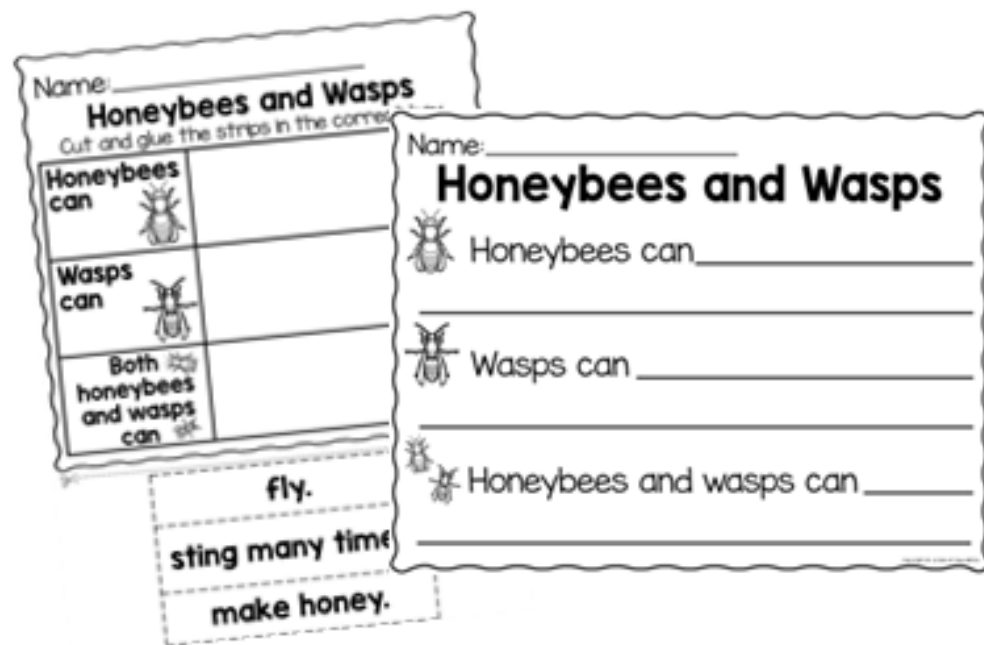 Name:
Honeybees and Wasps
Cut and glue the strips in the correct
Honeybees
can
Wasps
can
Both
honeybees
and wasps
can
fly.
sting many time
make honey.
Name:
Honeybees and Wasps
Honeybees can
Wasps can
Honeybees and wasps can